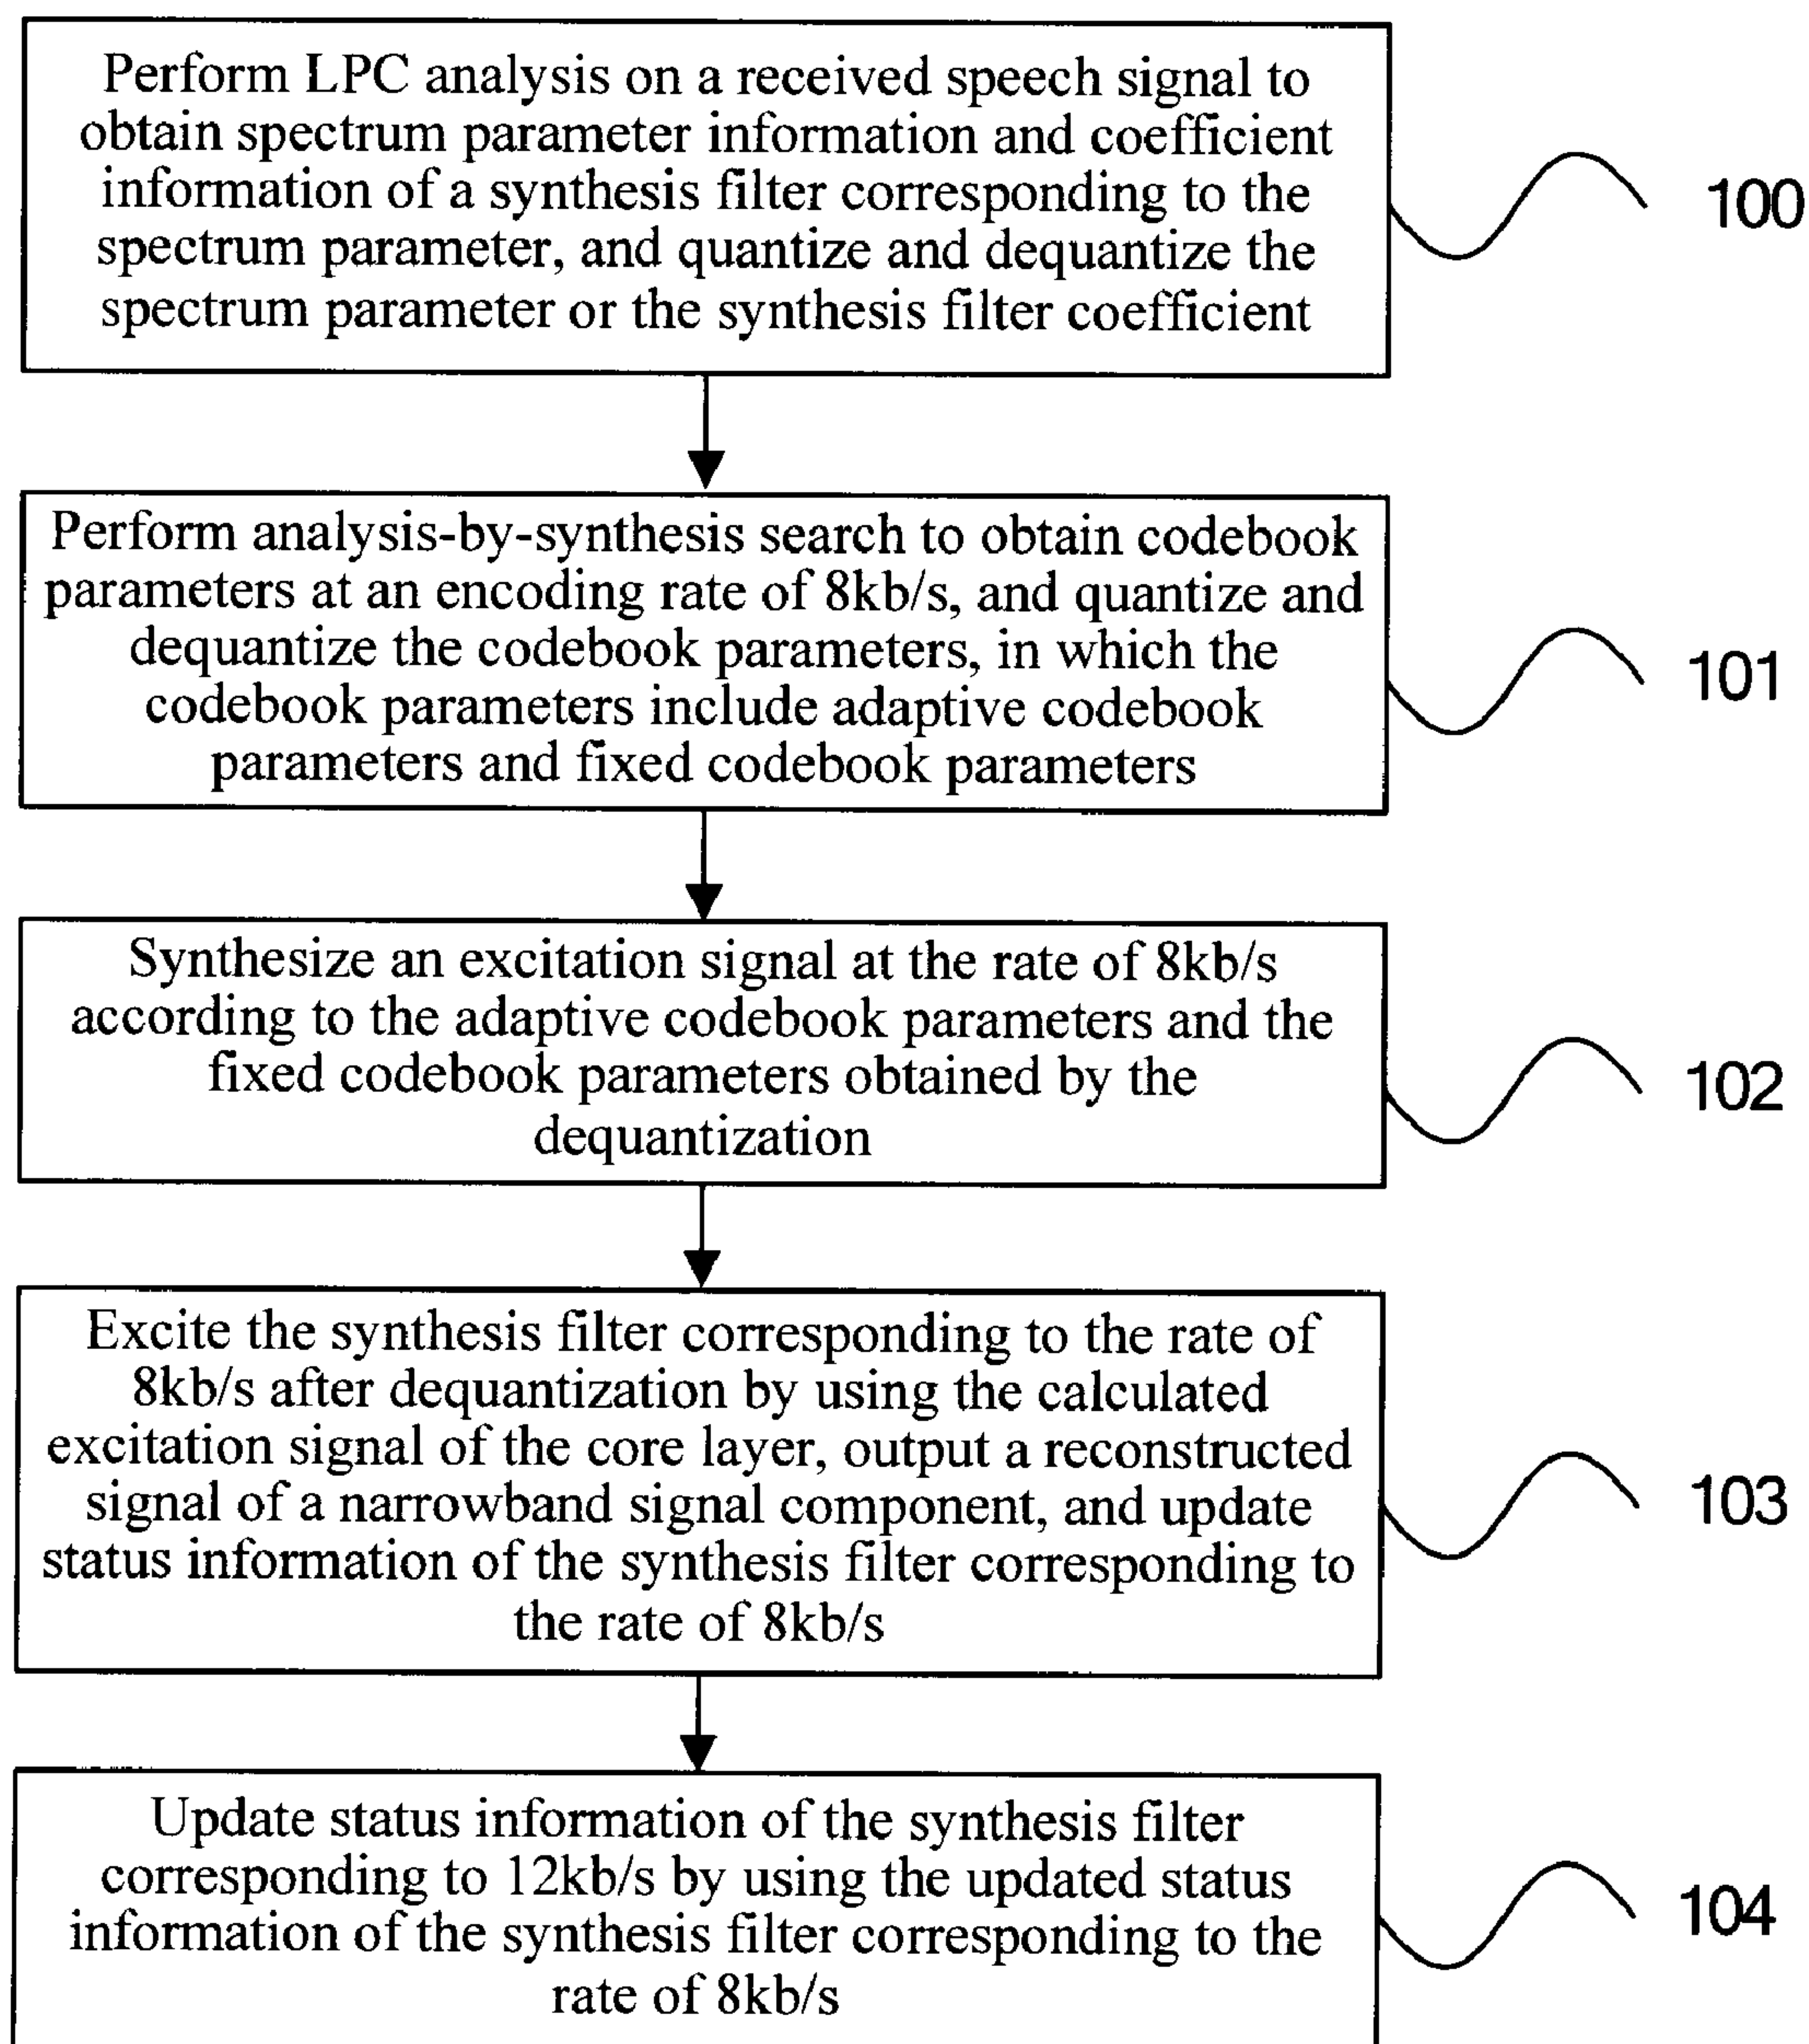 Perform LPC analysis on a received speech signal to
obtain spectrum parameter information and coefficient
information of a synthesis filter corresponding to the
spectrum parameter, and quantize and dequantize the
spectrum parameter or the synthesis filter coefficient
100
Perform analysis-by-synthesis search to obtain codebook
parameters at an encoding rate of 8kb/s, and quantize and
dequantize the codebook parameters, in which the
codebook parameters include adaptive codebook
parameters and fixed codebook parameters
101
Synthesize an excitation signal at the rate of 8kb/s
according to the adaptive codebook parameters and the
fixed codebook parameters obtained by the
dequantization
102
Excite the synthesis filter corresponding to the rate of
8kb/s after dequantization by using the calculated
excitation signal of the core layer, output a reconstructed
signal of a narrowband signal component, and update
status information of the synthesis filter corresponding to
the rate of 8kb/s
103
Update status information of the synthesis filter
corresponding to 12kb/s by using the updated status
information of the synthesis filter corresponding to the
rate of 8kb/s
104